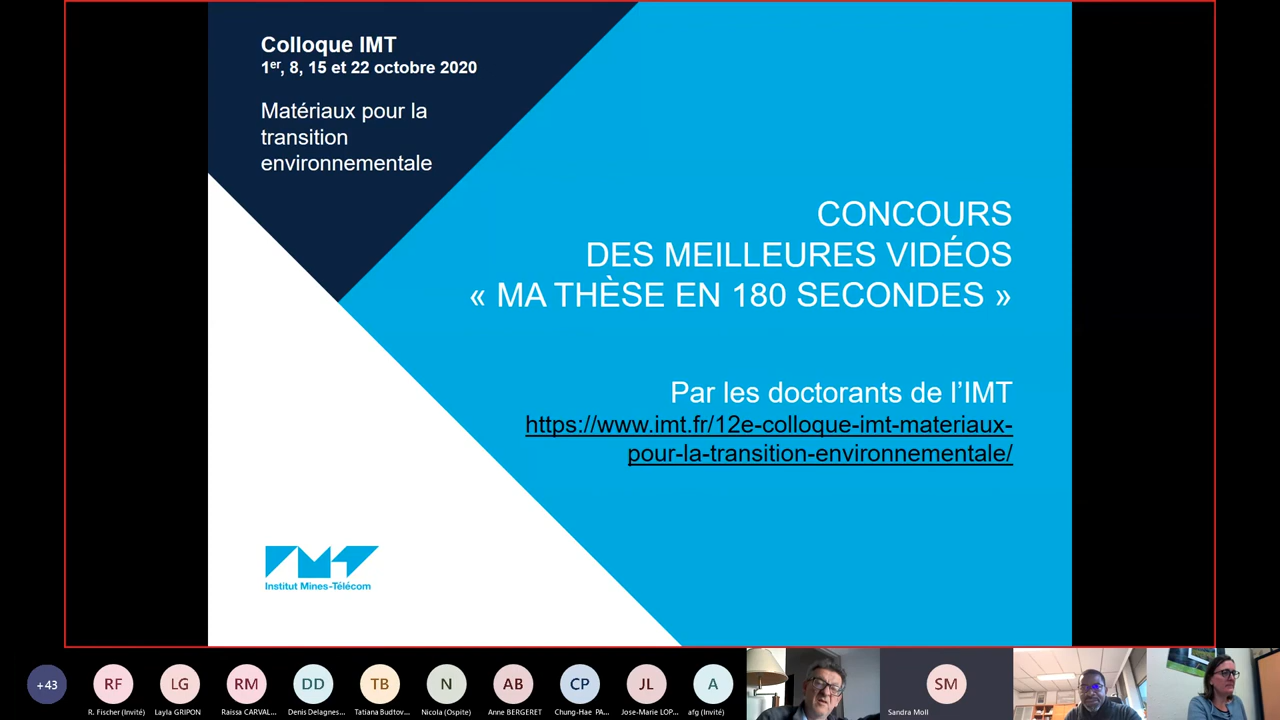 Colloque IMT
1er, 8, 15 et 22 octobre 2020
Matériaux pour la
transition
environnementale
CONCOURS
DES MEILLEURES VIDÉOS
« MA THÈSE EN 180 SECONDES »
Par les doctorants de l'IMT
https://www.imt.fr/12e-colloque-imt-materiaux-
pour-la-transition-environnementale/
IMT
Institut Mines-Télécom
+43
RF
LG
RM
DD
TB
N
AB
CP
JL
A
SM
R. Fischer (Invité)
Layla GRIPON
Raissa CARVAL...
Denis Delagnes...
Tatiana Budtov...
Nicola (Ospite)
Anne BERGERET
Chung-Hae PA...
Jose-Marie LOP...
afg (Invité)
Sandra Moll